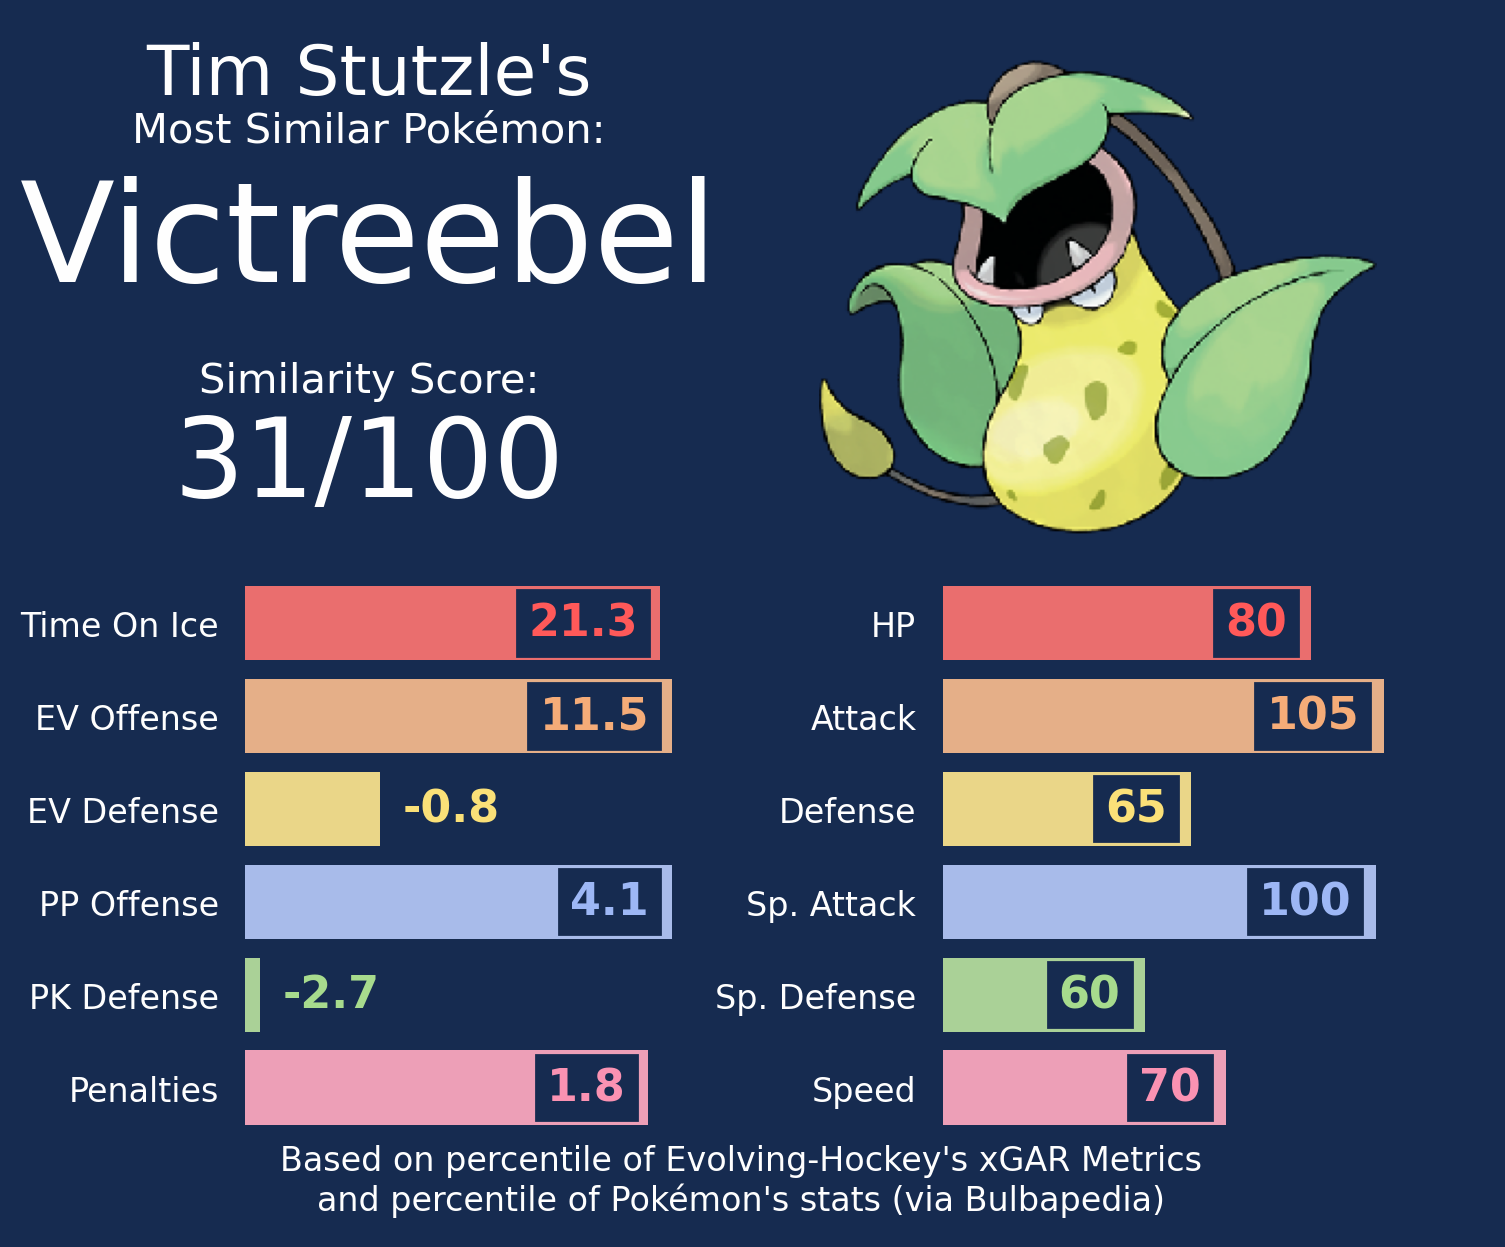 Tim Stutzle's
Most Similar Pokémon:
Victreebel
Similarity Score:
31/100
Time On Ice 21.3
EV Offense 11.5
EV Defense -0.8
PP Offense 4.1
PK Defense -2.7
Penalties 1.8
HP 80
Attack 105
Defense 65
Sp. Attack 100
Sp. Defense 60
Speed 70
Based on percentile of Evolving-Hockey's xGAR Metrics
and percentile of Pokémon's stats (via Bulbapedia)